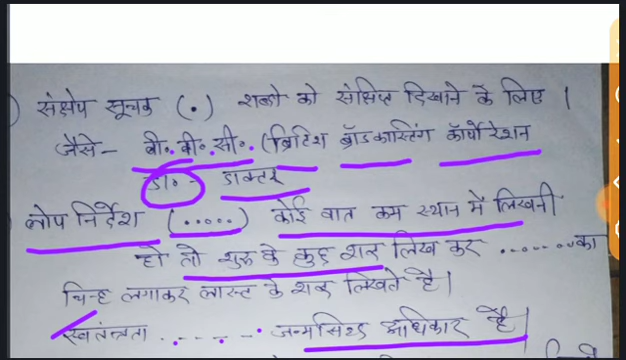 ) संक्षेप सूचक (.) शब्दो को संक्षिप्त दिखाने के लिए ।
जैसे- बी. बी. सी. (ब्रिटिश ब्रॉडकास्टिंग कॉर्पोरेशन
डॉ॰ - डाक्टर
लोप निर्देश (.....) कोई बात कम स्थान में लिखनी
हो तो शुरु के कुछ शब्द लिख कर ....... का
चिन्ह लगाकर लास्ट के शब्द लिखते है।
स्वतंन्त्रता ...... जन्मसिध्द अधिकार है।